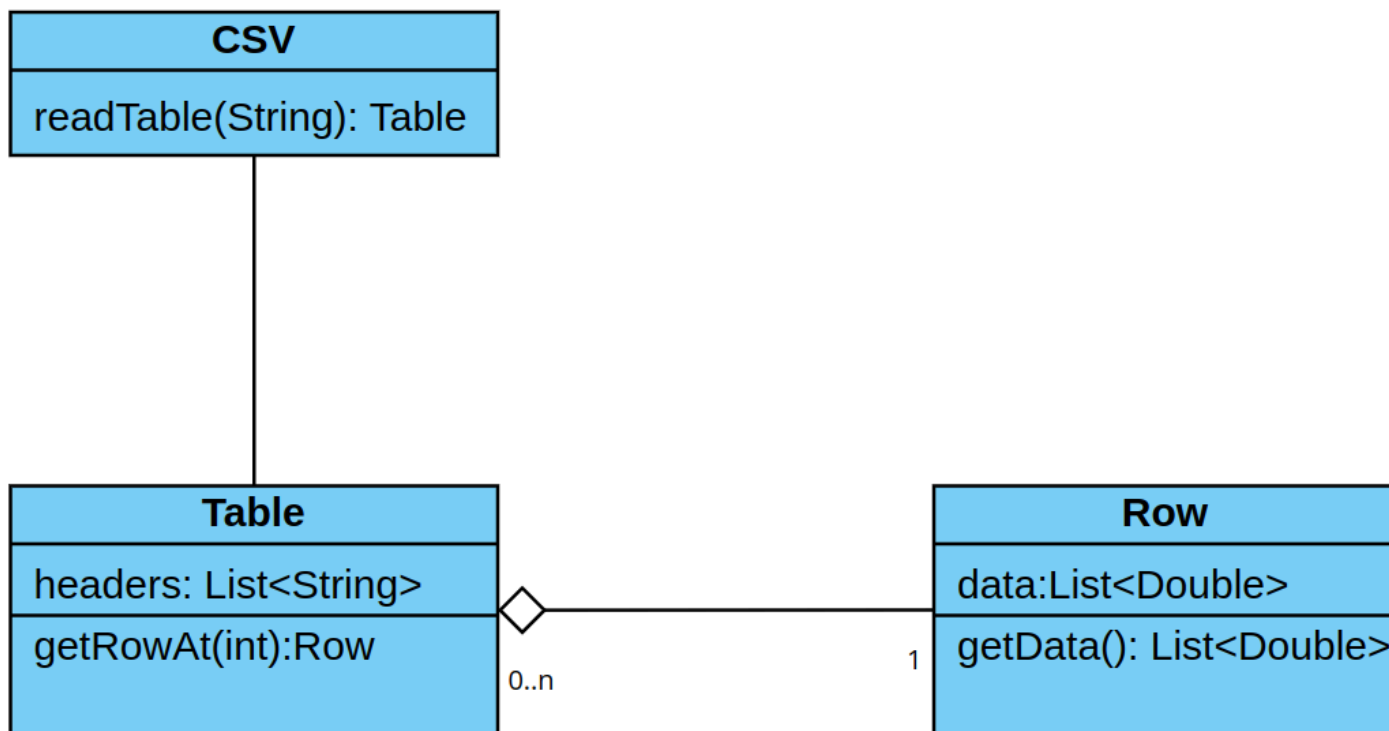 CSV
readTable(String): Table
Table
headers: List<String>
getRowAt(int):Row
0..n
1
Row
data:List<Double>
getData(): List<Double>